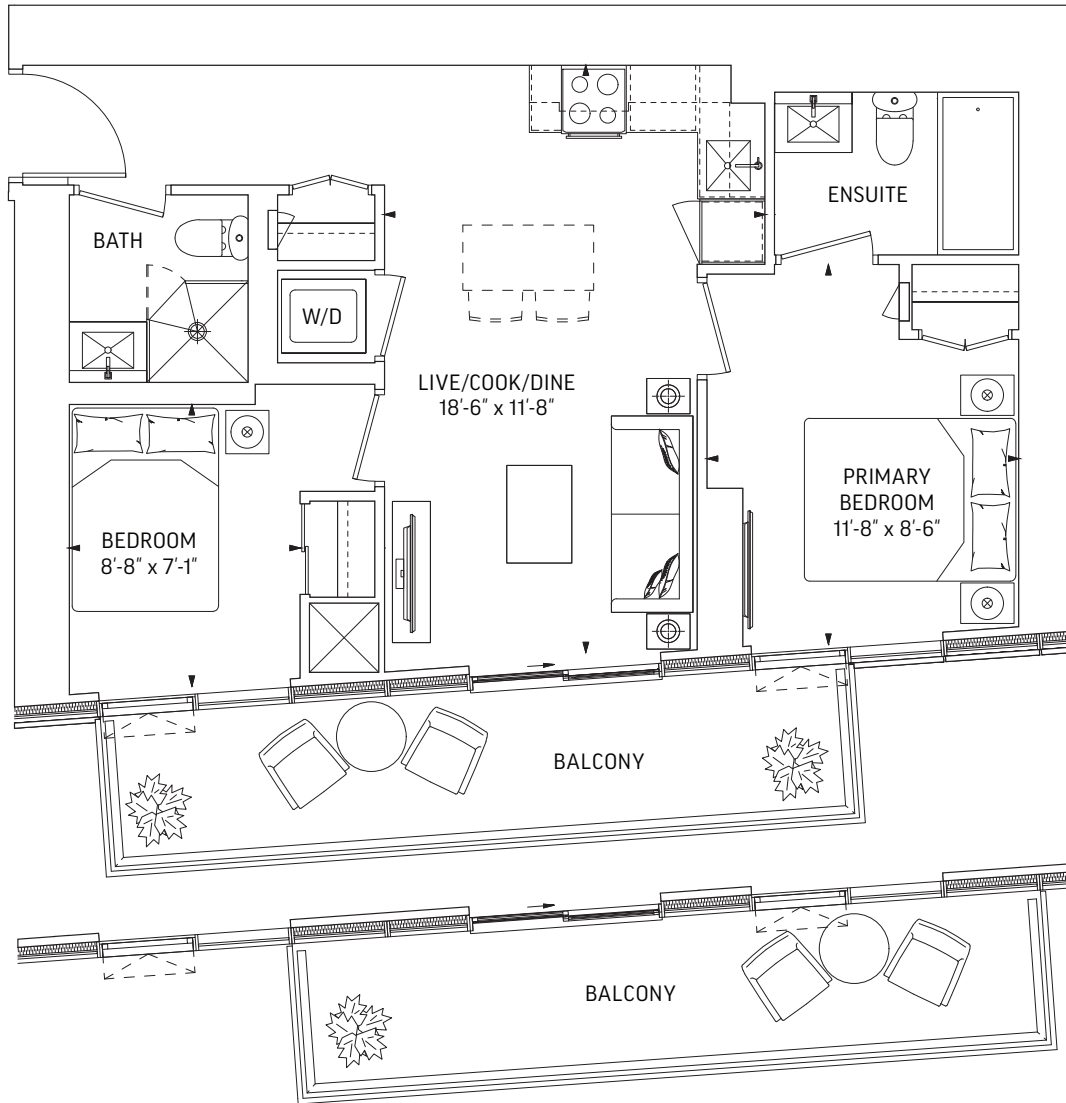 ENSUITE
BATH
W/D
LIVE/COOK/DINE
18'-6" x 11'-8"
PRIMARY
BEDROOM
11'-8" x 8'-6"
BEDROOM
8'-8" x 7'-1"
BALCONY
BALCONY